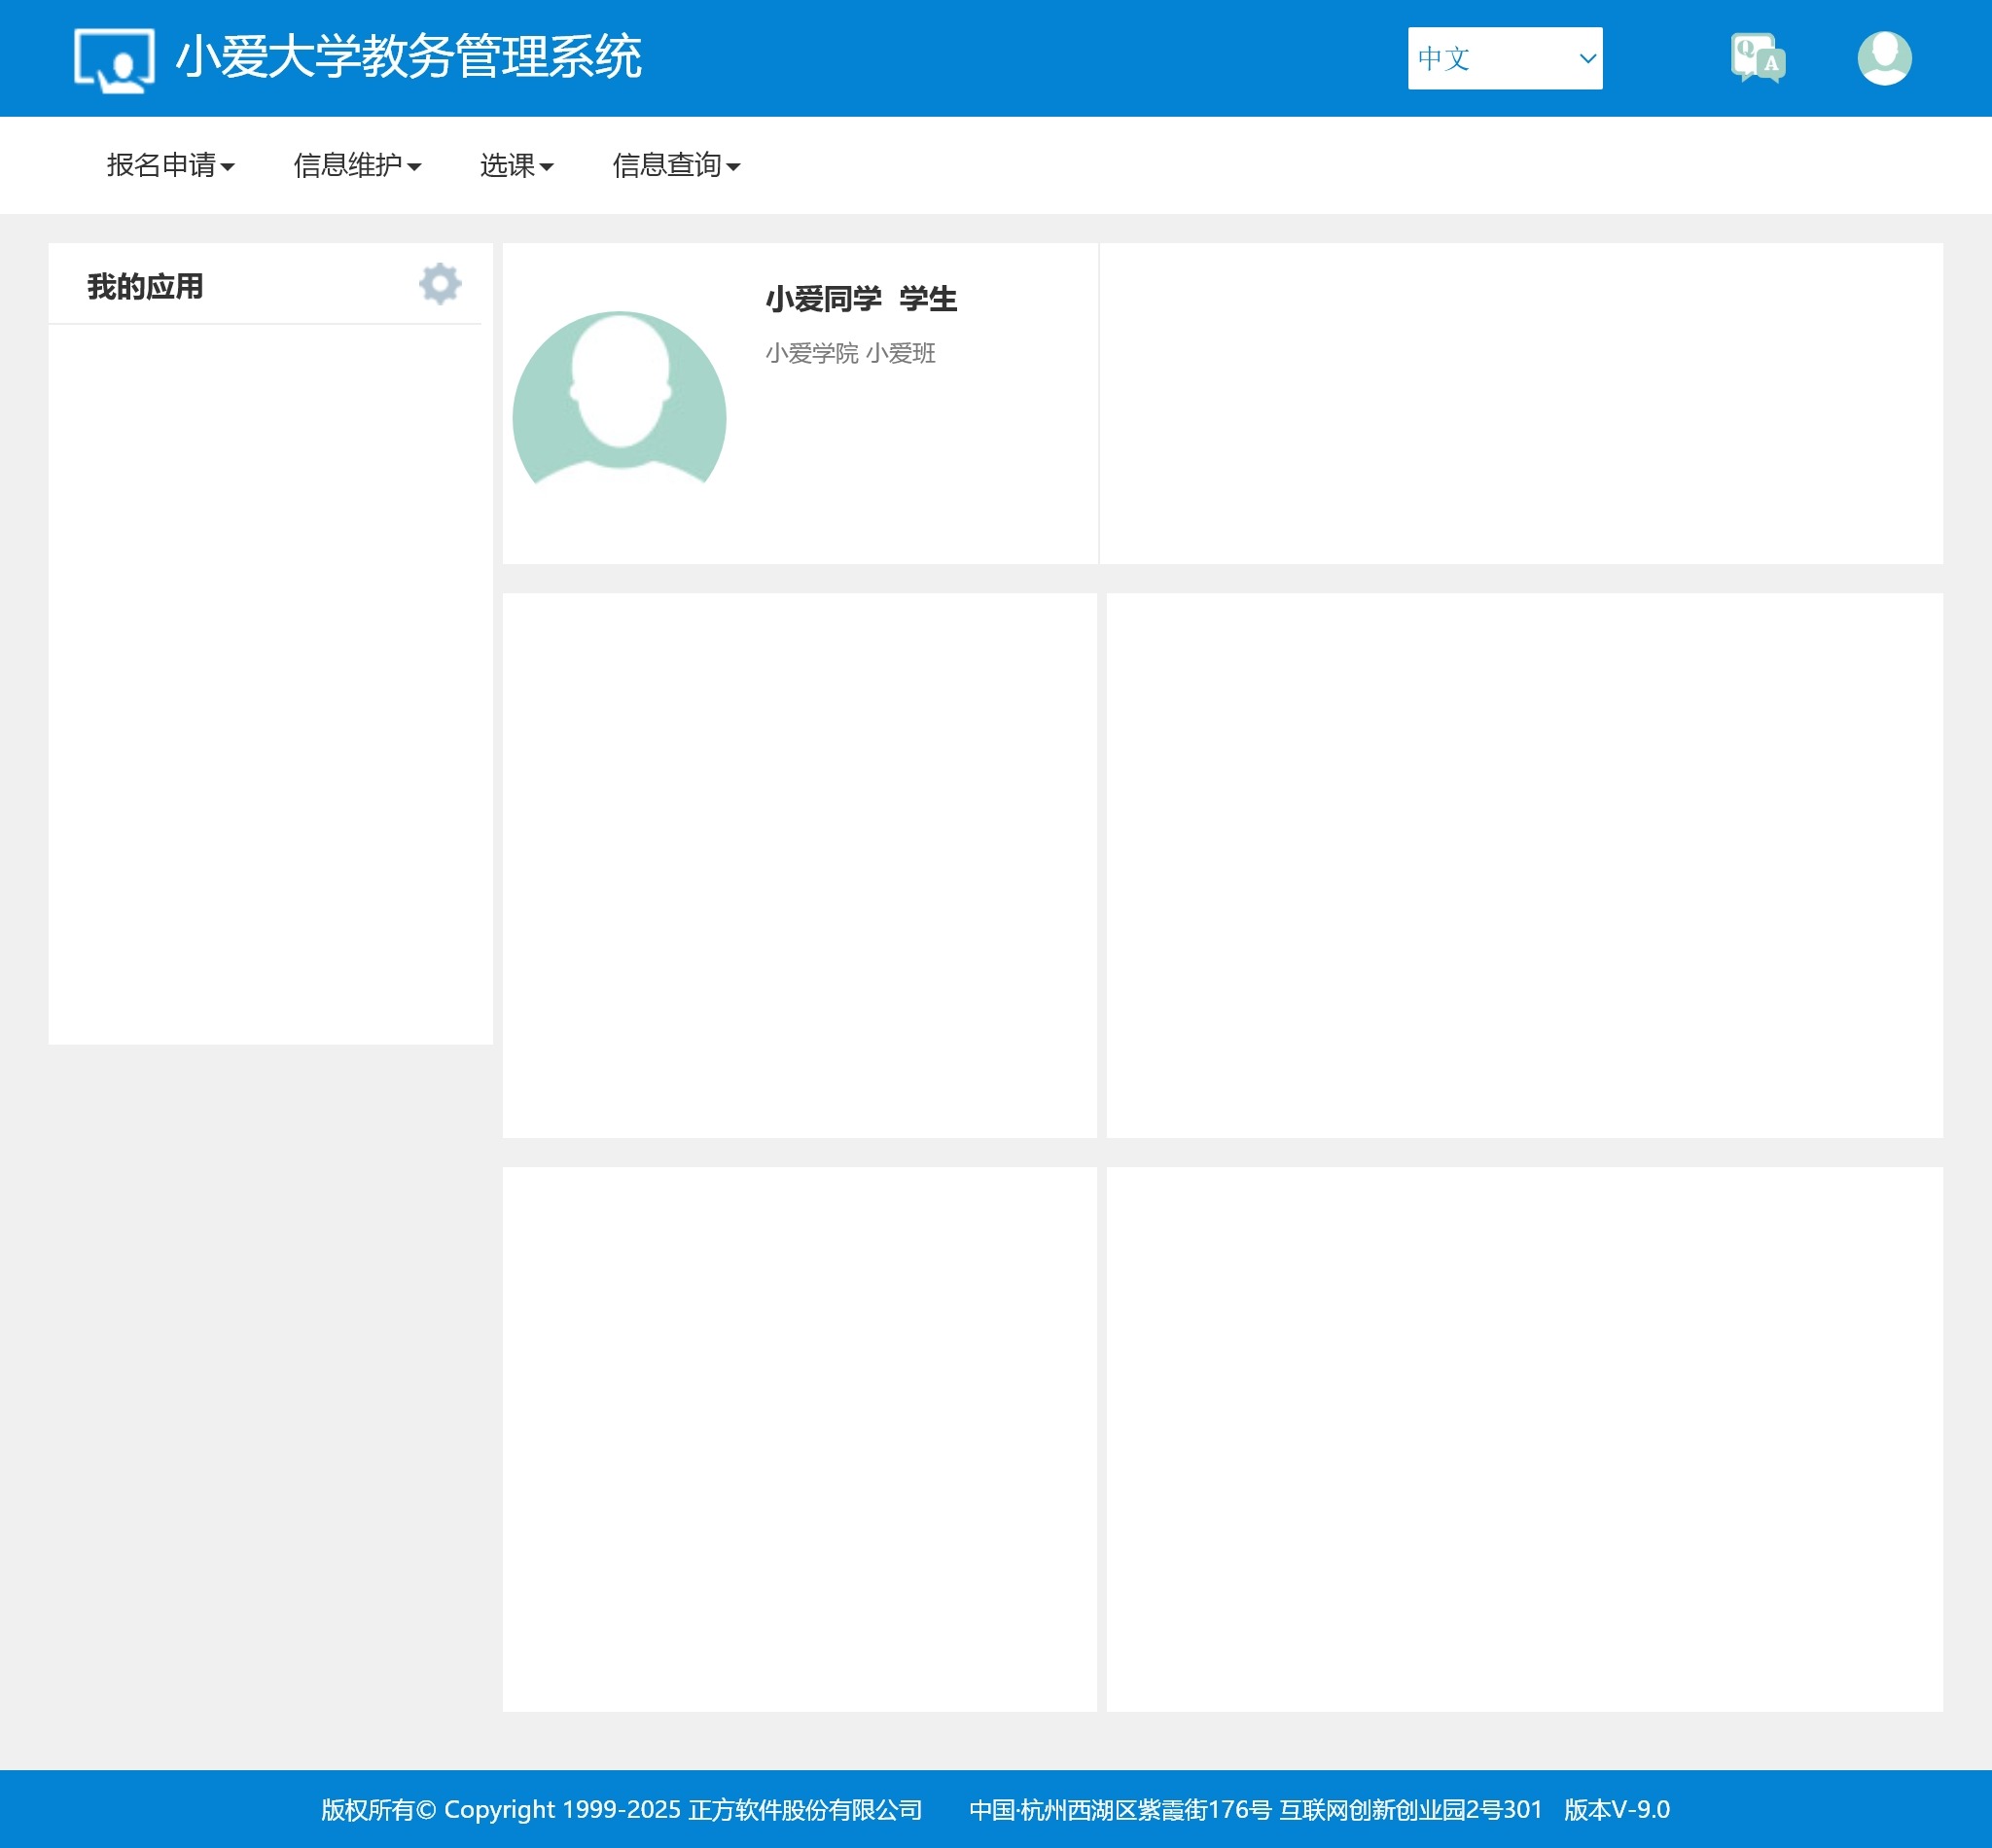 小爱大学教务管理系统
中文
Q
A
报名申请 信息维护 选课 信息查询
我的应用
小爱同学 学生
小爱学院 小爱班
版权所有© Copyright 1999-2025 正方软件股份有限公司 中国·杭州西湖区紫霞街176号 互联网创新创业园2号301 版本V-9.0